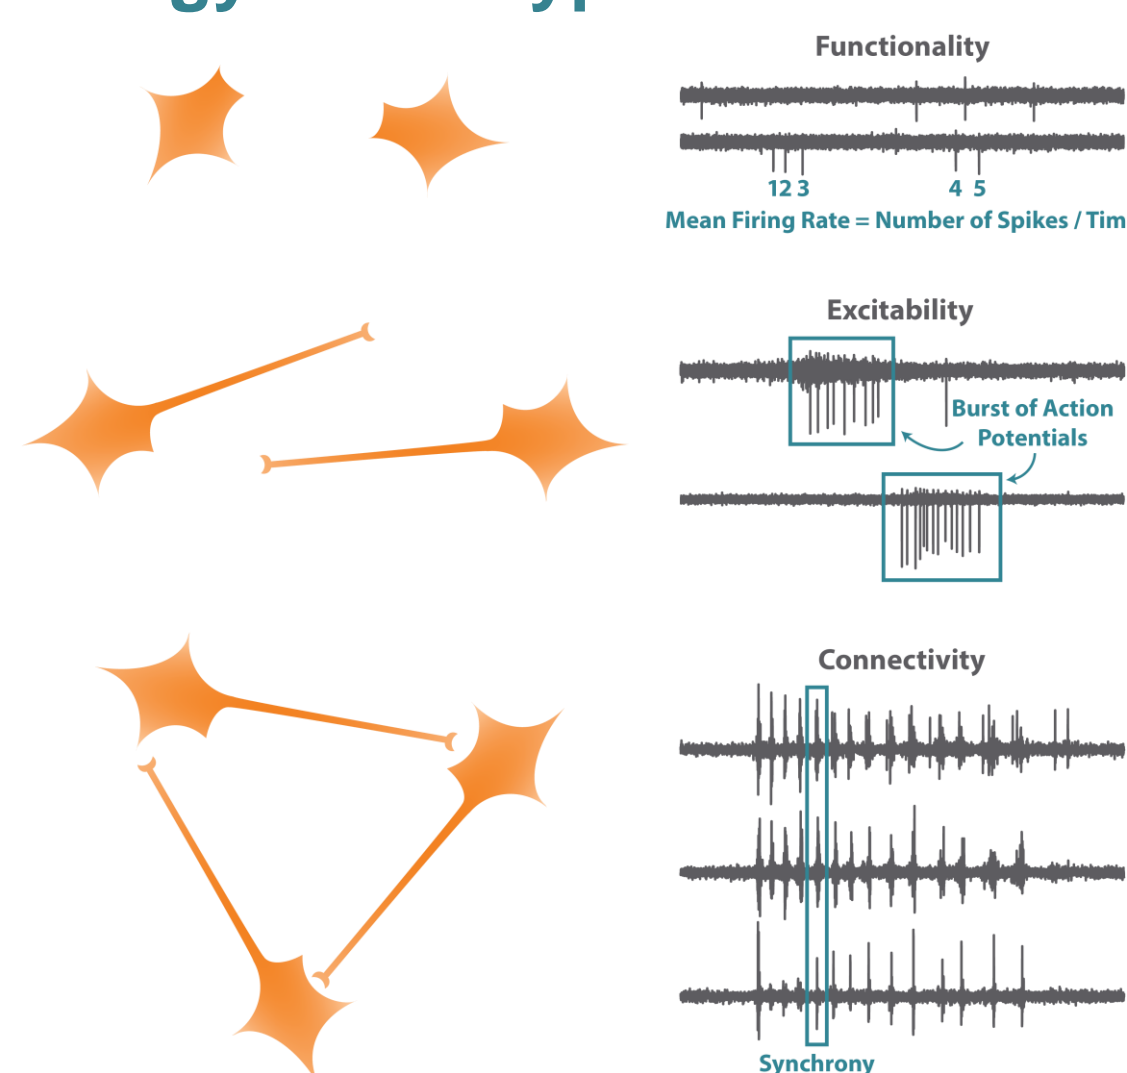 Functionality
12 3 4 5
Mean Firing Rate = Number of Spikes / Tim
Excitability
Burst of Action
Potentials
Connectivity
Synchrony